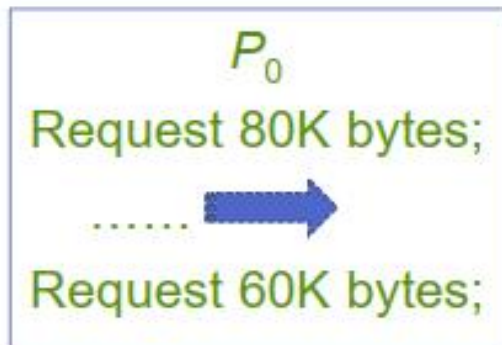 P0
Request 80K bytes;
......
Request 60K bytes;